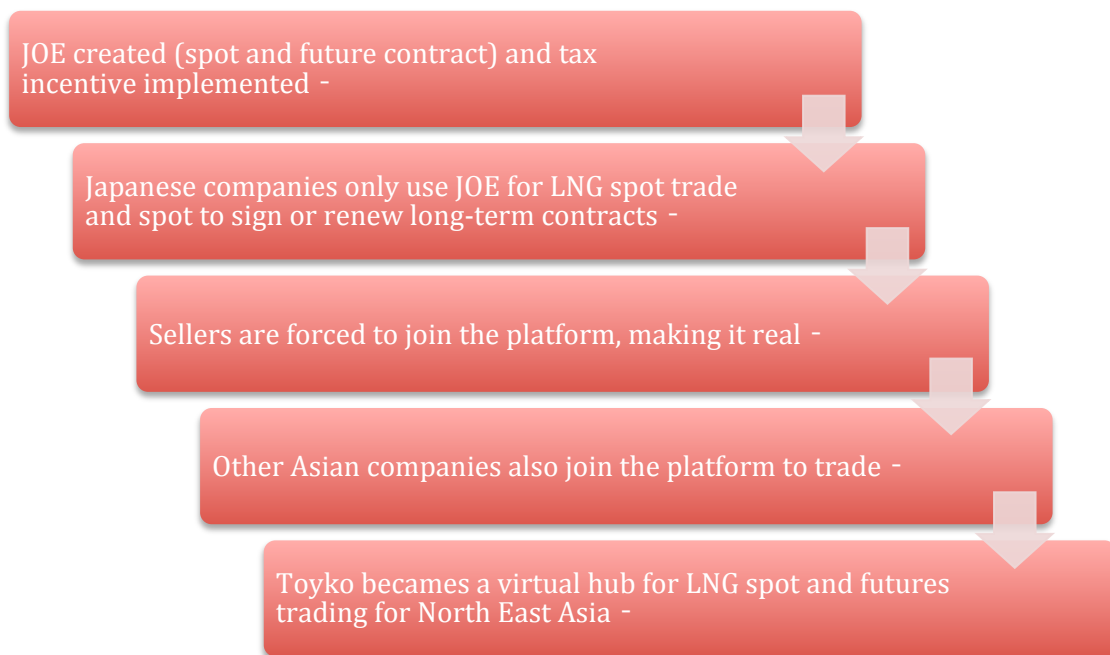 JOE created (spot and future contract) and tax
incentive implemented -
Japanese companies only use JOE for LNG spot trade
and spot to sign or renew long-term contracts -
Sellers are forced to join the platform, making it real -
Other Asian companies also join the platform to trade -
Toyko becames a virtual hub for LNG spot and futures
trading for North East Asia -